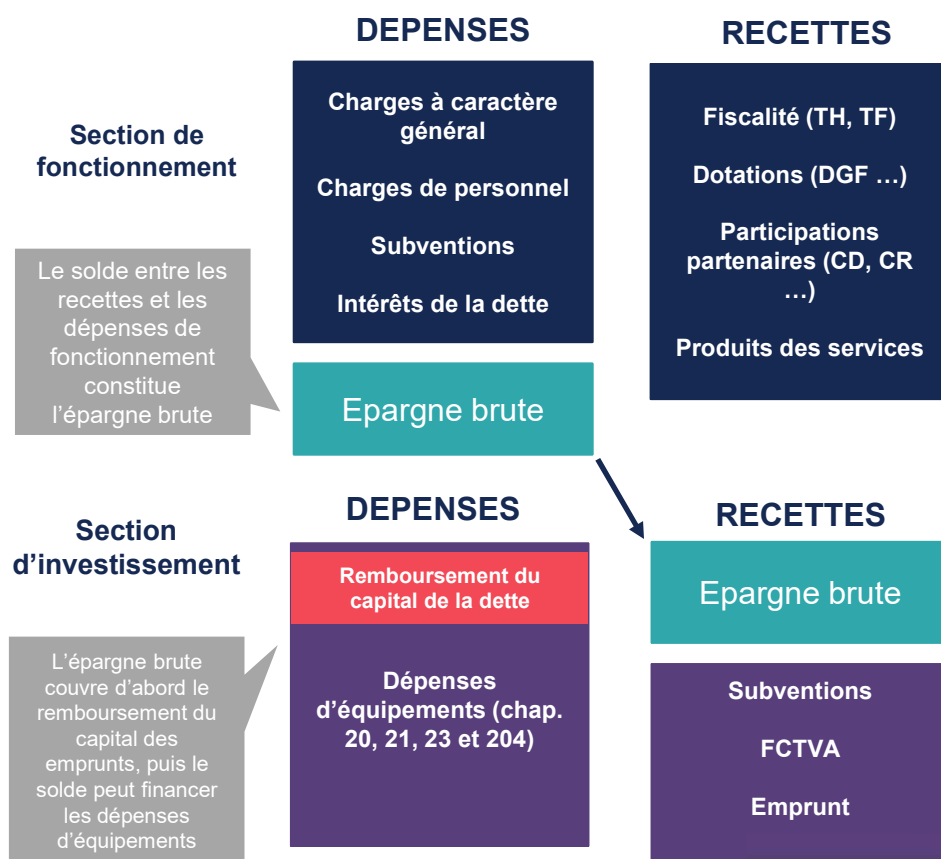 DEPENSES
RECETTES
Section de
fonctionnement
Charges à caractère
général
Charges de personnel
Subventions
Intérêts de la dette
Fiscalité (TH, TF)
Dotations (DGF …)
Participations
partenaires (CD, CR
…)
Produits des services
Le solde entre les
recettes et les
dépenses de
fonctionnement
constitue
l’épargne brute
Epargne brute
Section
d’investissement
DEPENSES
RECETTES
Remboursement du
capital de la dette
Dépenses
d’équipements (chap.
20, 21, 23 et 204)
Epargne brute
Subventions
FCTVA
Emprunt
L’épargne brute
couvre d’abord le
remboursement du
capital des
emprunts, puis le
solde peut financer
les dépenses
d’équipements